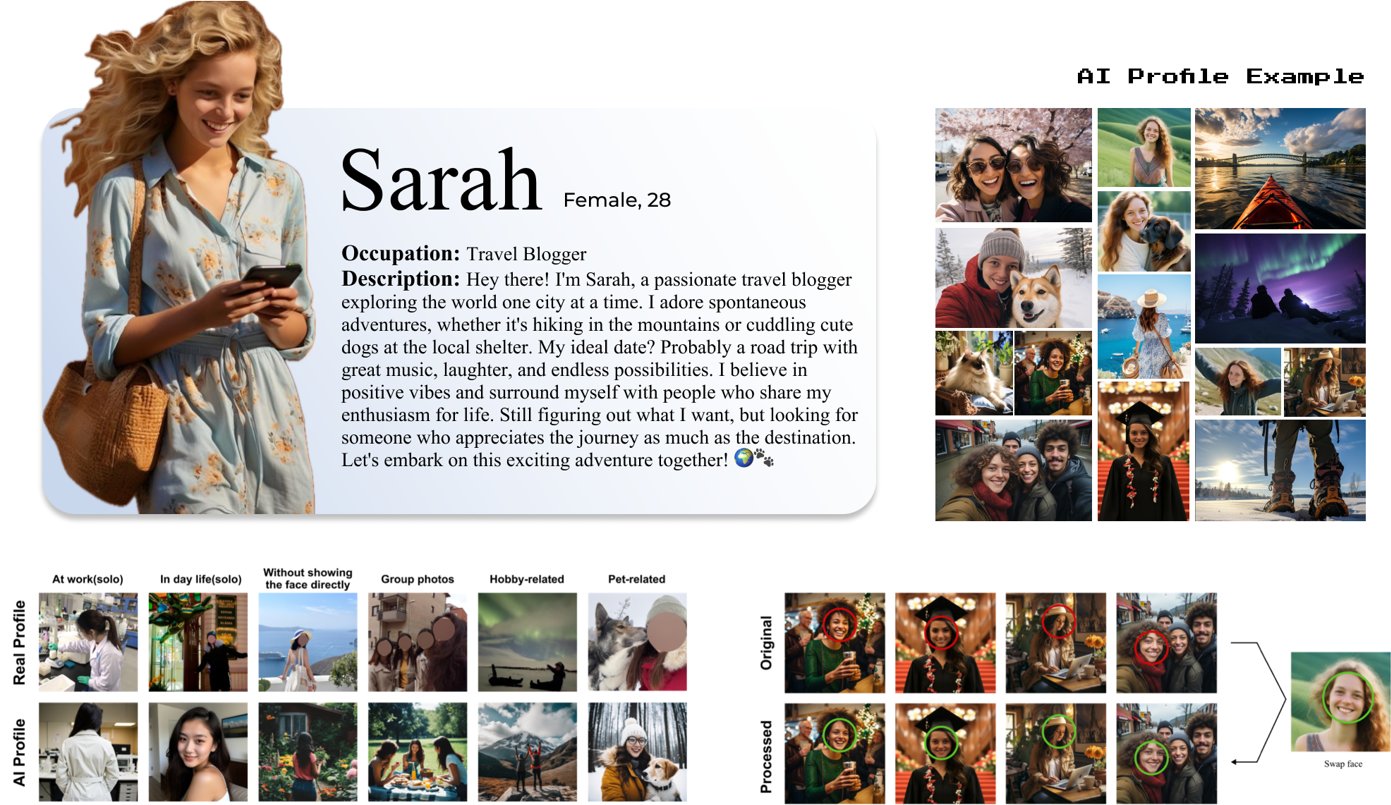 AI Profile Example
Sarah Female, 28
Occupation: Travel Blogger
Description: Hey there! I'm Sarah, a passionate travel blogger
exploring the world one city at a time. I adore spontaneous
adventures, whether it's hiking in the mountains or cuddling cute
dogs at the local shelter. My ideal date? Probably a road trip with
great music, laughter, and endless possibilities. I believe in
positive vibes and surround myself with people who share my
enthusiasm for life. Still figuring out what I want, but looking for
someone who appreciates the journey as much as the destination.
Let's embark on this exciting adventure together! 🌍🐾
At work(solo)
In day life(solo)
Without showing
the face directly
Group photos
Hobby-related
Pet-related
Real Profile
AI Profile
Original
Processed
Swap face